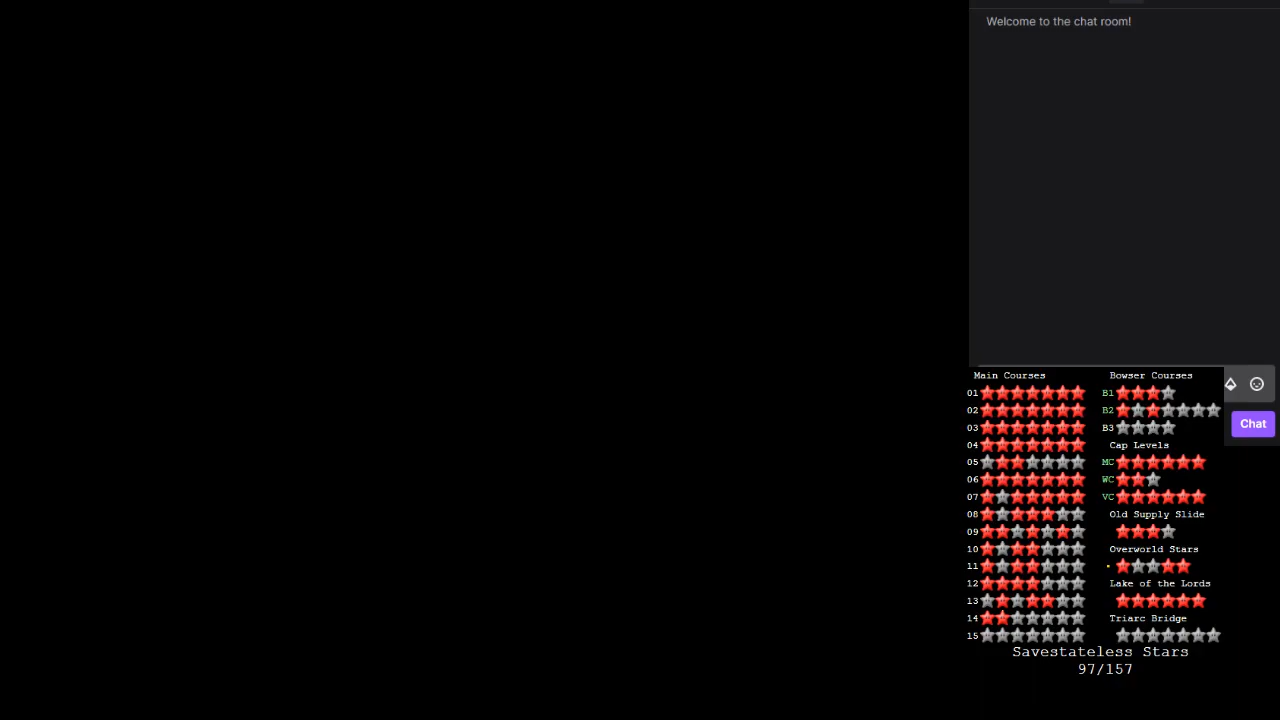 Welcome to the chat room!
Main Courses
01
02
03
04
05
06
07
08
09
10
11
12
13
14
15
Bowser Courses
B1
B2
B3
Cap Levels
MC
WC
VC
Old Supply Slide
Overworld Stars
Lake of the Lords
Triarc Bridge
Chat
Savestateless Stars
97/157